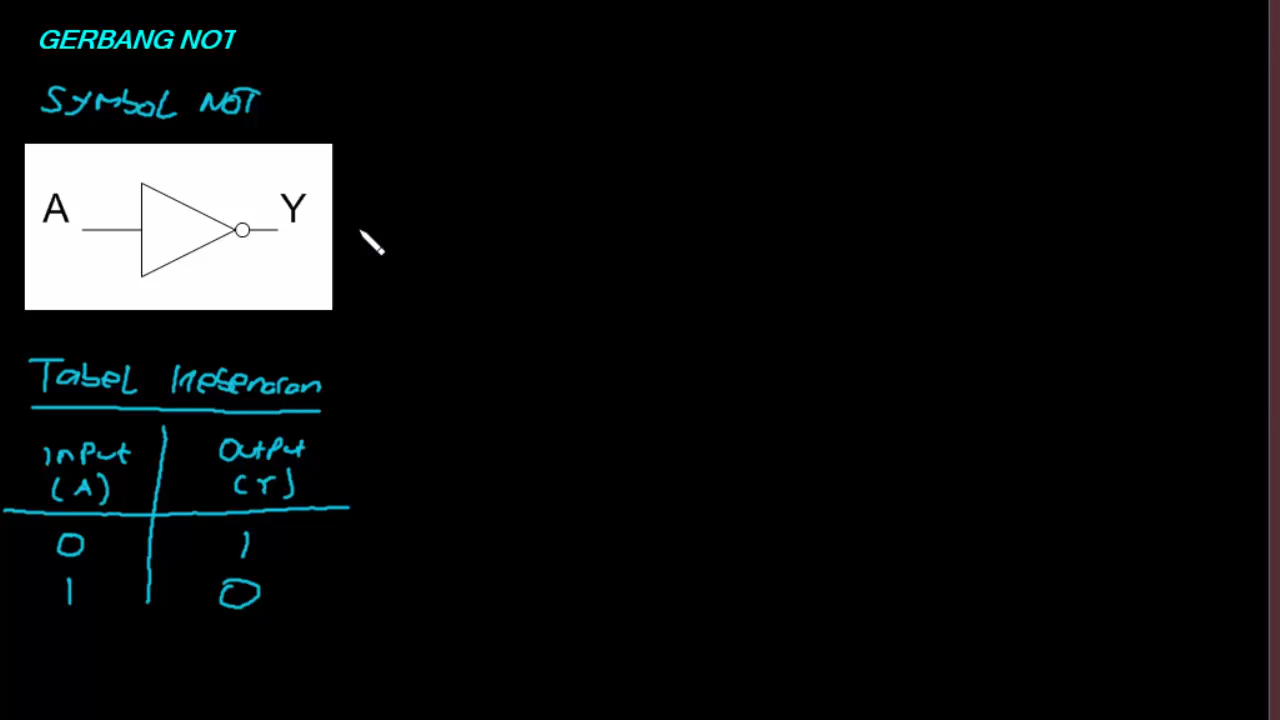 GERBANG NOT
SYMBOL NOT
A Y
Tabel Kebenaran
Input Output
(A) (Y)
0 1
1 0